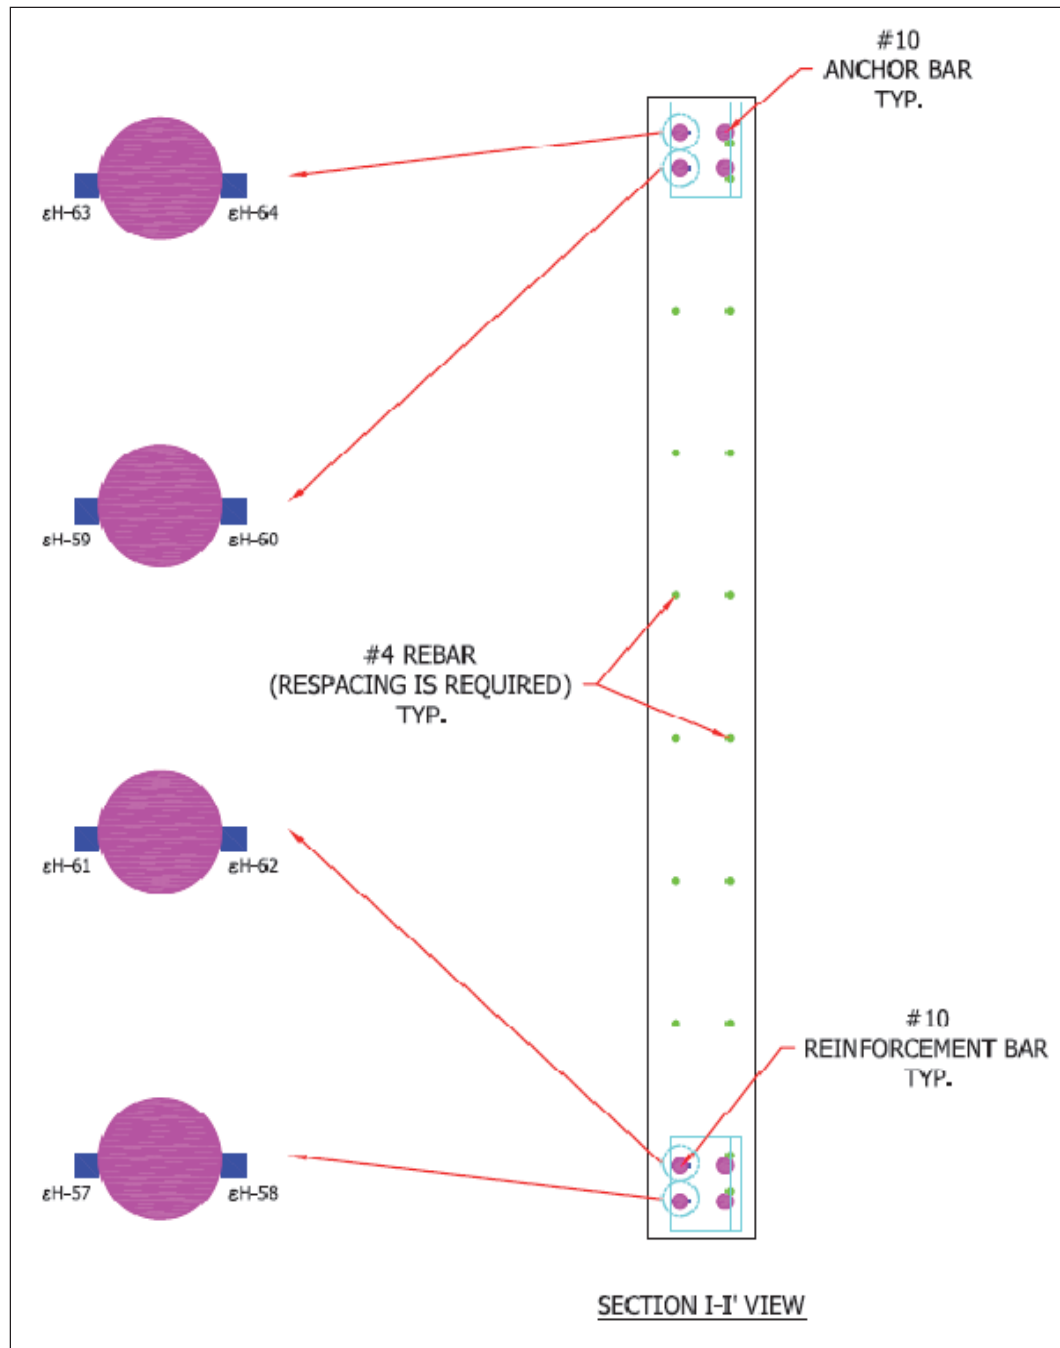 #10
ANCHOR BAR
TYP.
εH-63
εH-64
εH-59
εH-60
#4 REBAR
(RESPACING IS REQUIRED)
TYP.
εH-61
εH-62
#10
REINFORCEMENT BAR
TYP.
εH-57
εH-58
SECTION I-I' VIEW